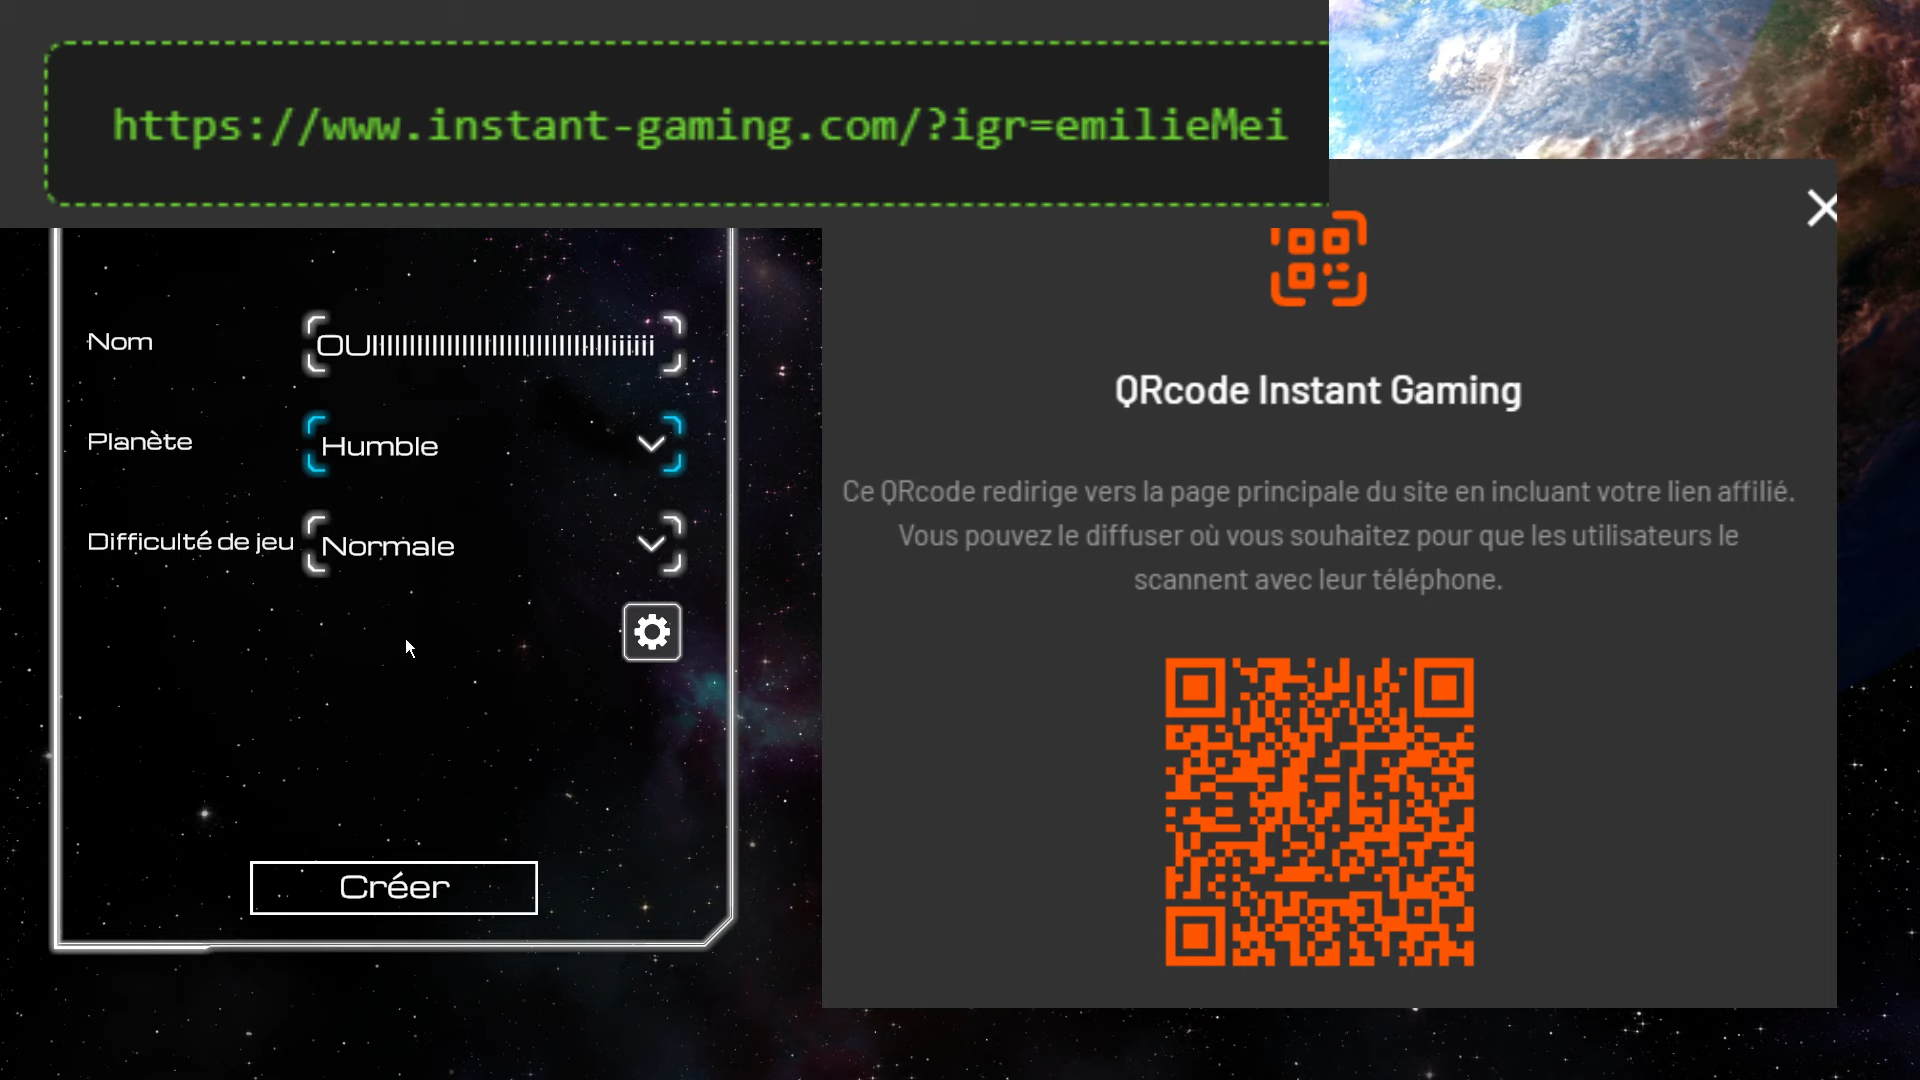 https://www.instant-gaming.com/?igr=emilieMei
Nom
Planète
Humble
Difficulté de jeu
Normale
Créer
QRcode Instant Gaming
Ce QRcode redirige vers la page principale du site en incluant votre lien affilié.
Vous pouvez le diffuser où vous souhaitez pour que les utilisateurs le
scannent avec leur téléphone.